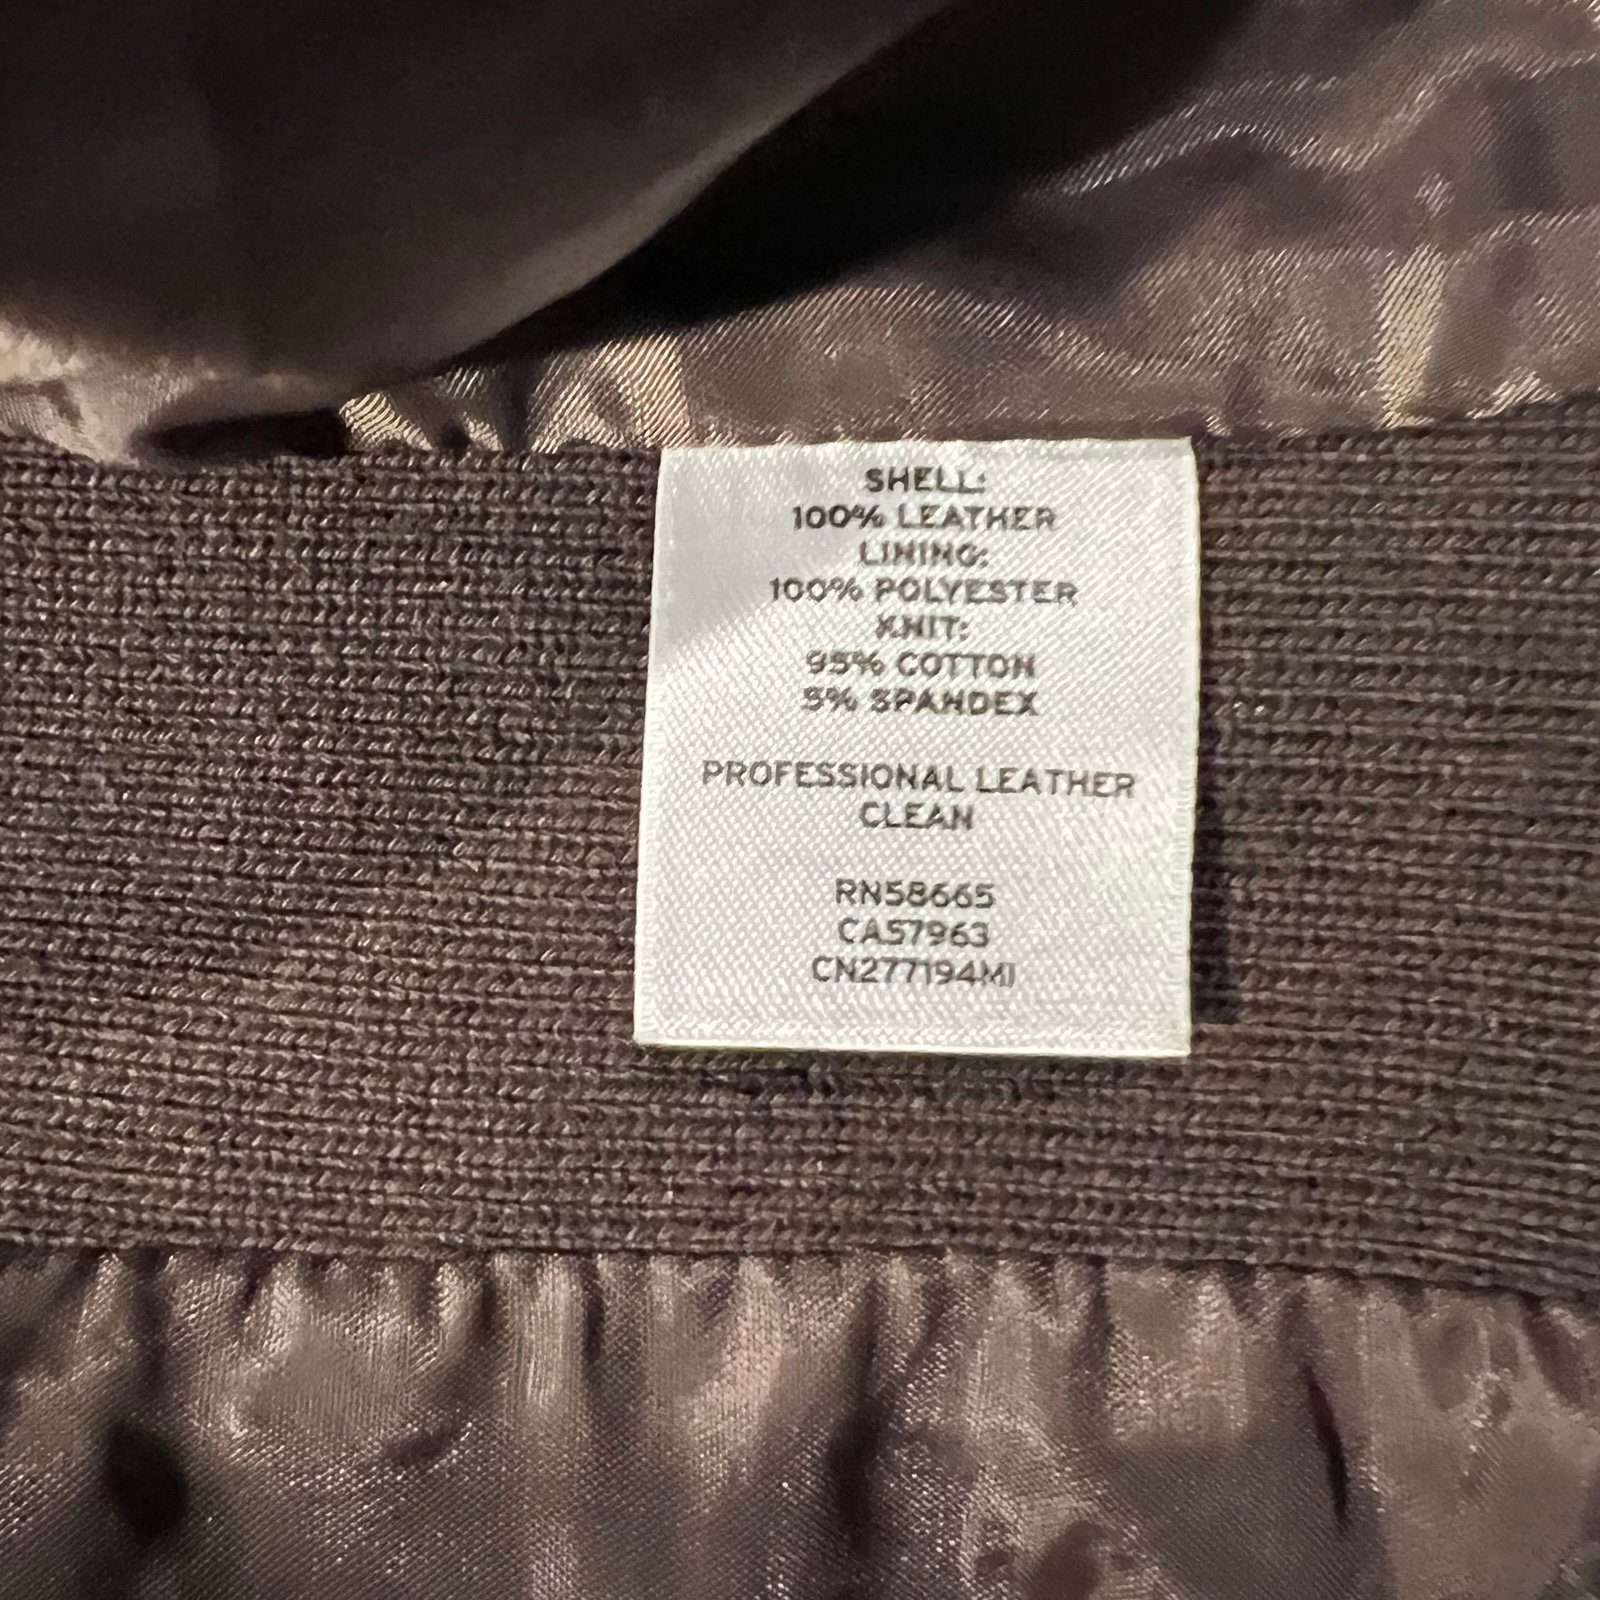 SHELL:
100% LEATHER
LINING:
100% POLYESTER
KNIT:
95% COTTON
5% SPANDEX
PROFESSIONAL LEATHER
CLEAN
RN58665
CA57963
CN277194MI